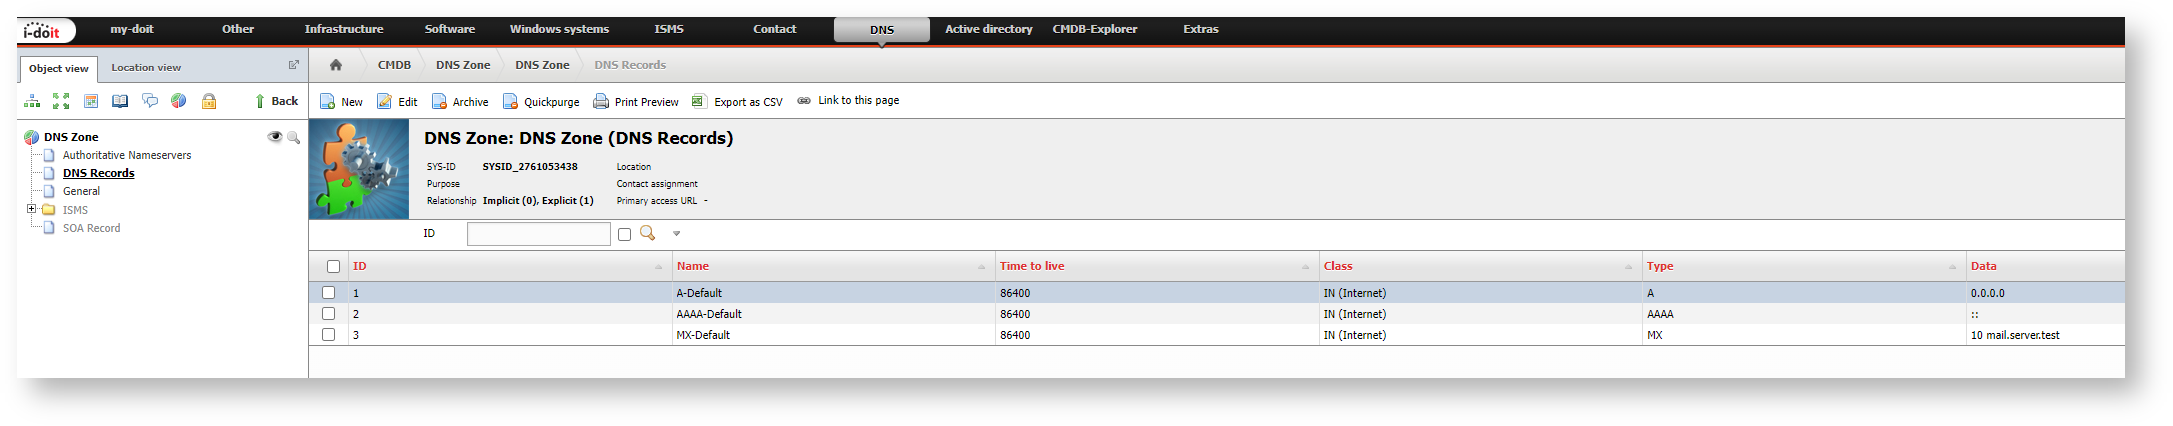 i-doit my-doit Other Infrastructure Software Windows systems ISMS Contact DNS Active directory CMDB-Explorer Extras
Object view Location view
CMDB DNS Zone DNS Zone DNS Records
Back
New Edit Archive Quickpurge Print Preview Export as CSV Link to this page
DNS Zone
Authoritative Nameservers
DNS Records
General
ISMS
SOA Record
DNS Zone: DNS Zone (DNS Records)
SYS-ID SYSID_2761053438 Location
Purpose Contact assignment
Relationship Implicit (0), Explicit (1) Primary access URL -
ID
ID Name Time to live Class Type Data
1 A-Default 86400 IN (Internet) A 0.0.0.0
2 AAAA-Default 86400 IN (Internet) AAAA ::
3 MX-Default 86400 IN (Internet) MX 10 mail.server.test